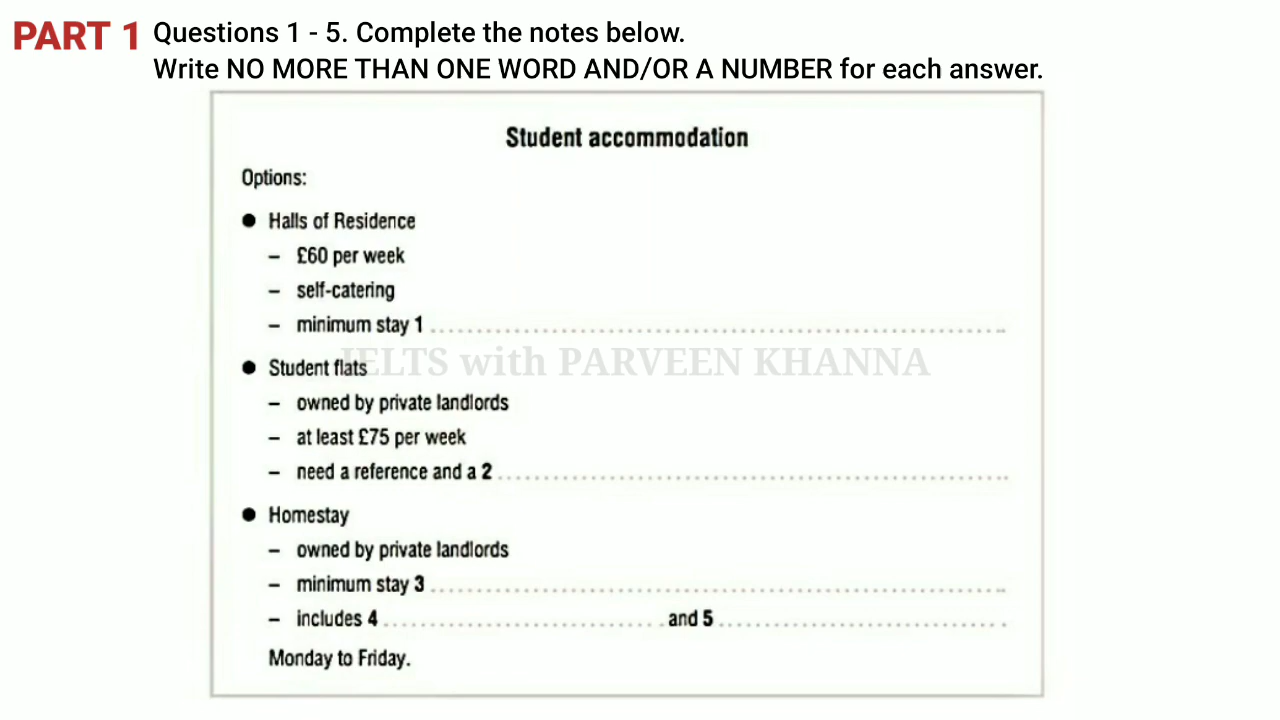 PART 1 Questions 1 - 5. Complete the notes below.
Write NO MORE THAN ONE WORD AND/OR A NUMBER for each answer.
Student accommodation
Options:
● Halls of Residence
– £60 per week
– self-catering
– minimum stay 1 ........................................................
IELTS with PARVEEN KHANNA
● Student flats
– owned by private landlords
– at least £75 per week
– need a reference and a 2 ........................................................
● Homestay
– owned by private landlords
– minimum stay 3 ........................................................
– includes 4 ............................ and 5 ............................
Monday to Friday.